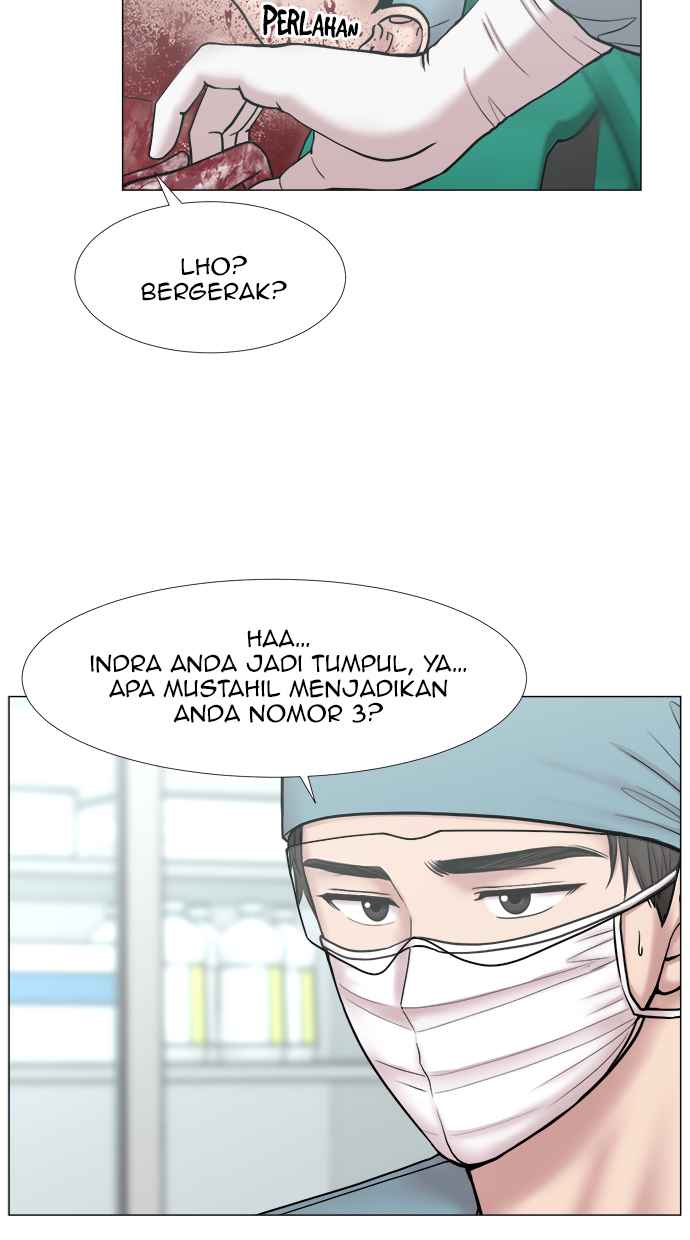 PERLAHAN
LHO?
BERGERAK?
HAA...
INDRA ANDA JADI TUMPUL, YA...
APA MUSTAHIL MENJADIKAN
ANDA NOMOR 3?